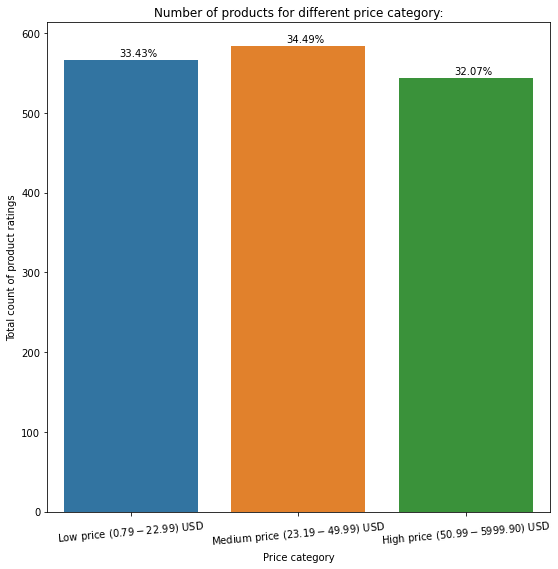 Number of products for different price category:
33.43%
34.49%
32.07%
Total count of product ratings
600
500
400
300
200
100
0
Low price (0.79 − 22.99) USD
Medium price (23.19 − 49.99) USD
High price (50.99 − 5999.90) USD
Price category